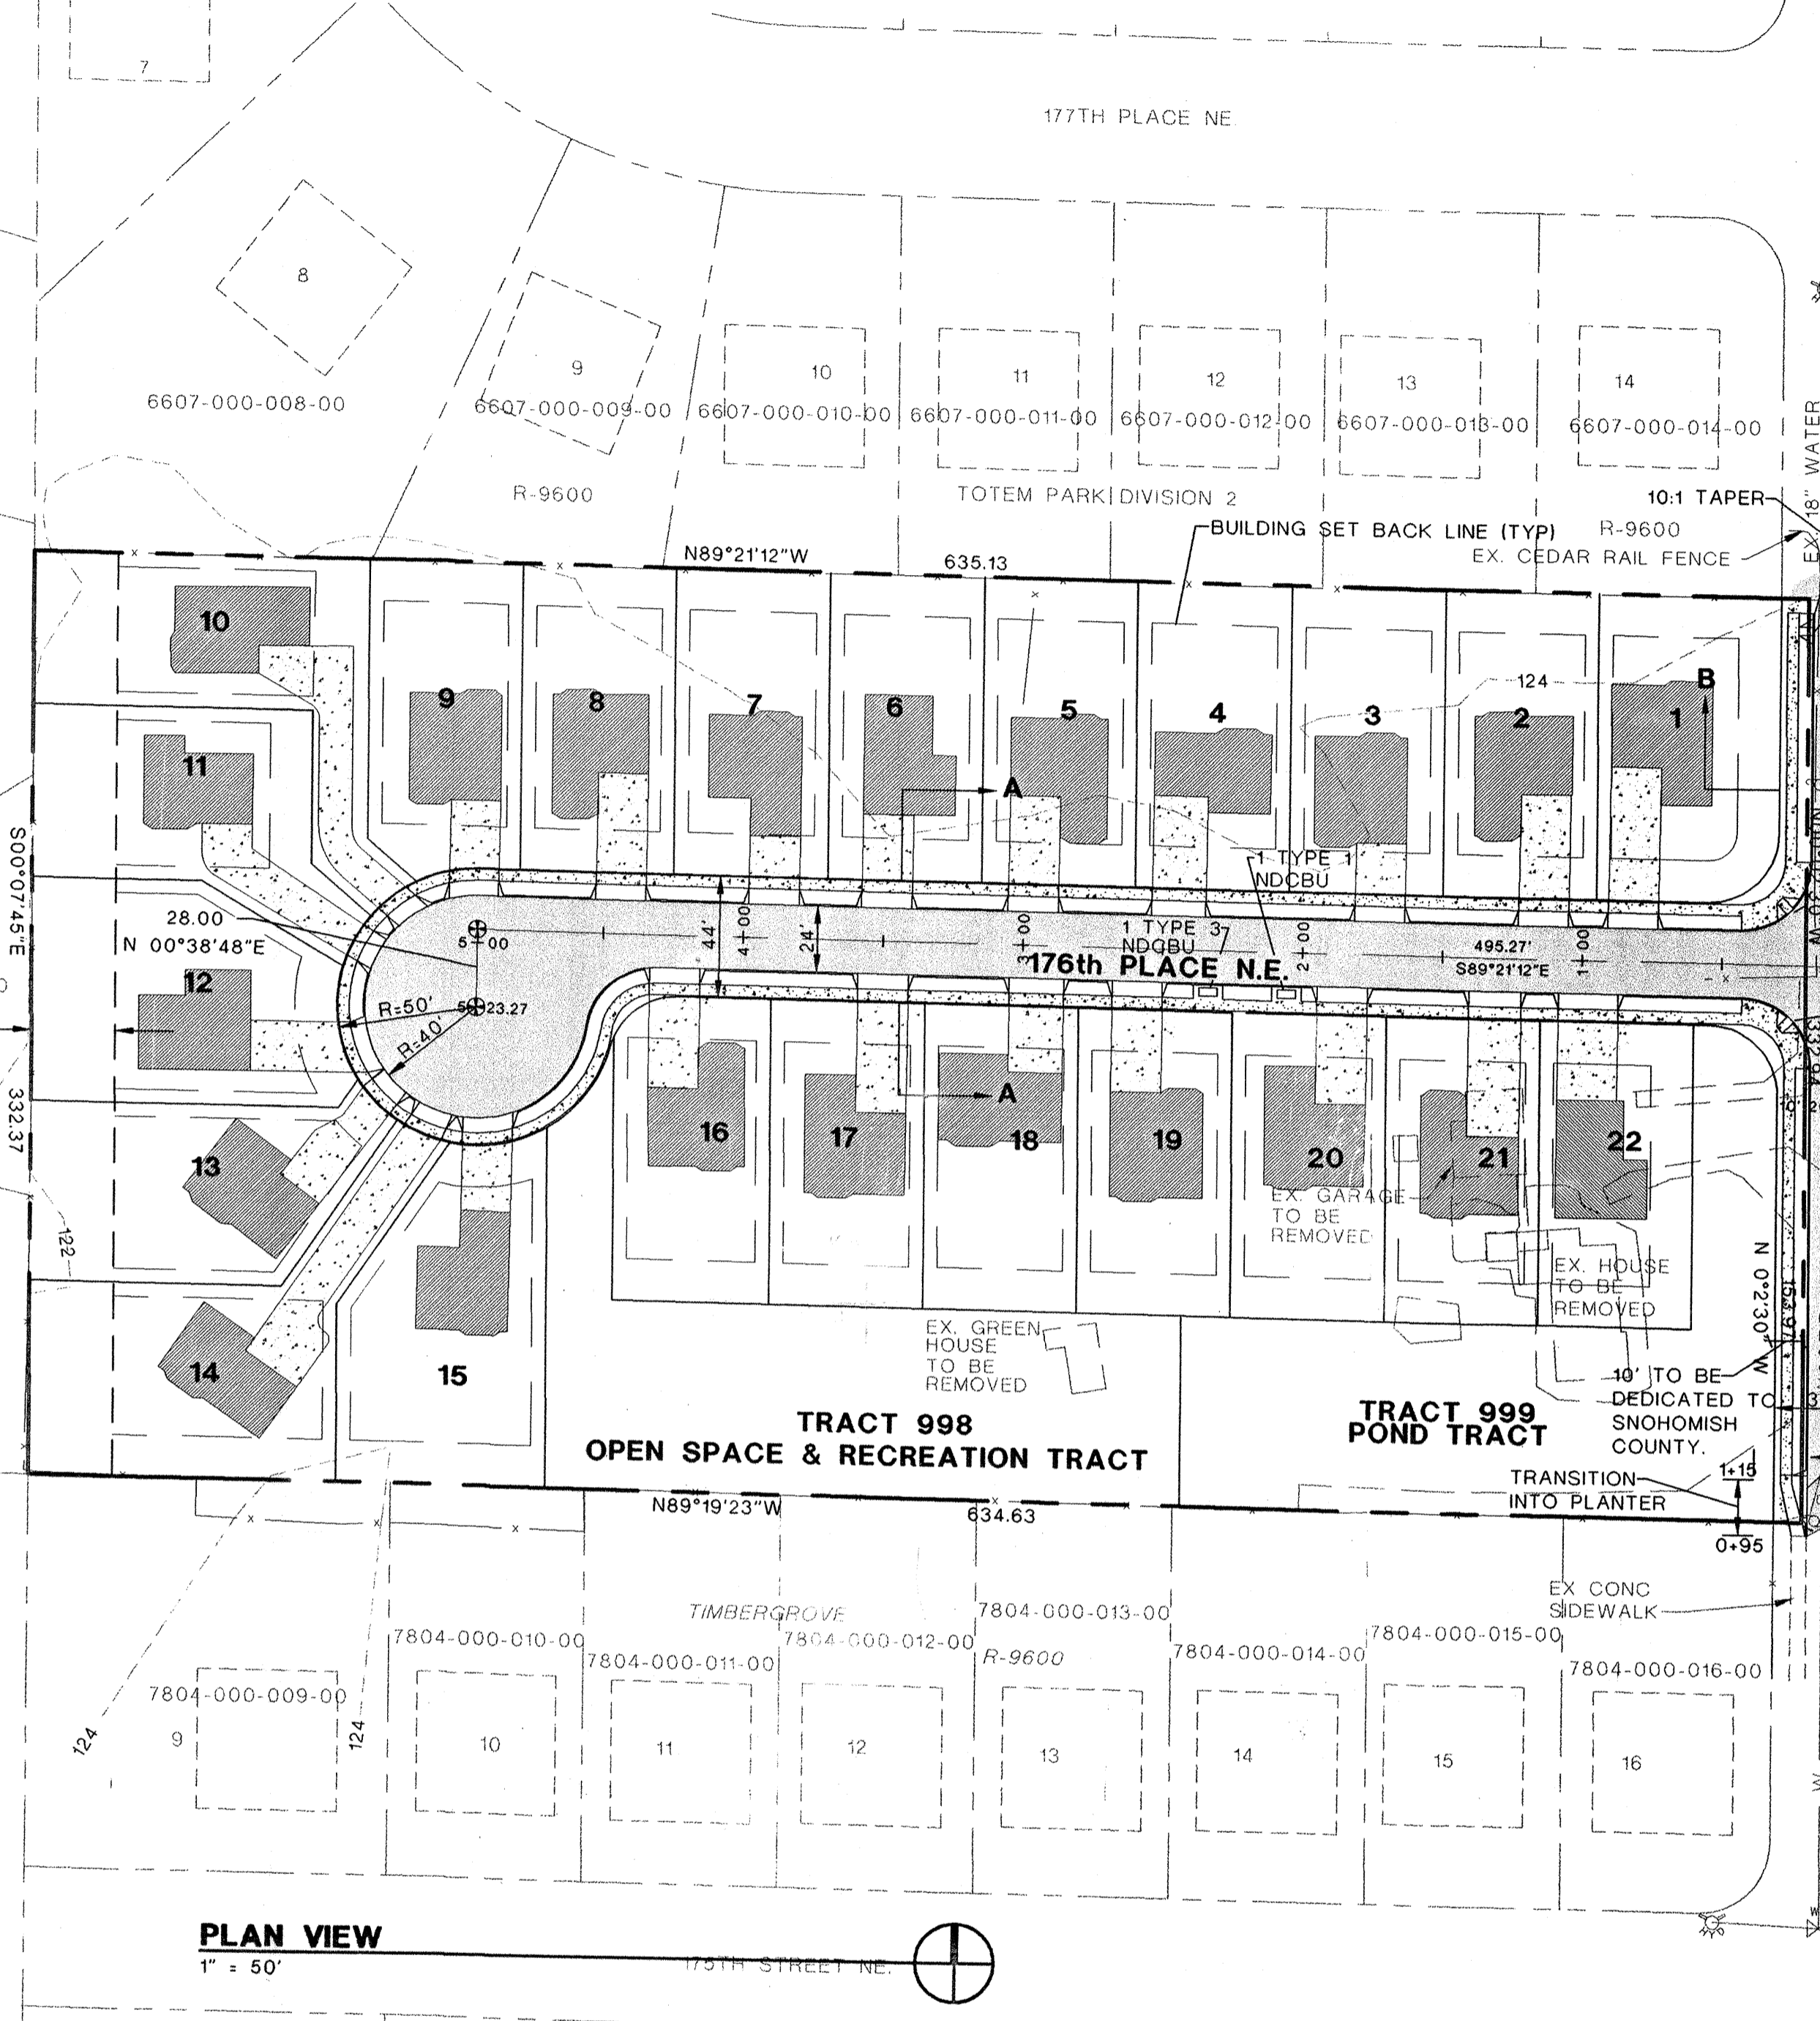 7
177TH PLACE NE
8
9
10
11
12
13
14
6607-000-008-00
6607-000-009-00
6607-000-010-00
6607-000-011-00
6607-000-012-00
6607-000-013-00
6607-000-014-00
EX 18" WATER
R-9600
TOTEM PARK DIVISION 2
10:1 TAPER
BUILDING SET BACK LINE (TYP)
R-9600
EX. CEDAR RAIL FENCE
N89°21'12"W
635.13
10
9
8
7
6
5
4
3
124
2
B
1
11
A
1 TYPE 1
NDCBU
S00°07'45"E
332.37
28.00
N 00°38'48"E
5+00
44'
4+00
24'
3+00
1 TYPE 3
NDCBU
2+00
495.27'
S89°21'12"E
1+00
176th PLACE N.E.
12
R=50'
R=40'
5+23.27
A
13
16
17
18
19
20
21
22
EX. GARAGE
TO BE
REMOVED
122
EX. HOUSE
TO BE
REMOVED
N 0°2'30" W
153.97
14
15
EX. GREEN
HOUSE
TO BE
REMOVED
10' TO BE
DEDICATED TO
SNOHOMISH
COUNTY.
TRACT 998
OPEN SPACE & RECREATION TRACT
TRACT 999
POND TRACT
1+15
TRANSITION
INTO PLANTER
0+95
N89°19'23"W
634.63
EX CONC
SIDEWALK
TIMBERGROVE
7804-000-009-00
7804-000-010-00
7804-000-011-00
7804-000-012-00
7804-000-013-00
R-9600
7804-000-014-00
7804-000-015-00
7804-000-016-00
124
9
124
10
11
12
13
14
15
16
PLAN VIEW
1" = 50'
175TH STREET NE.